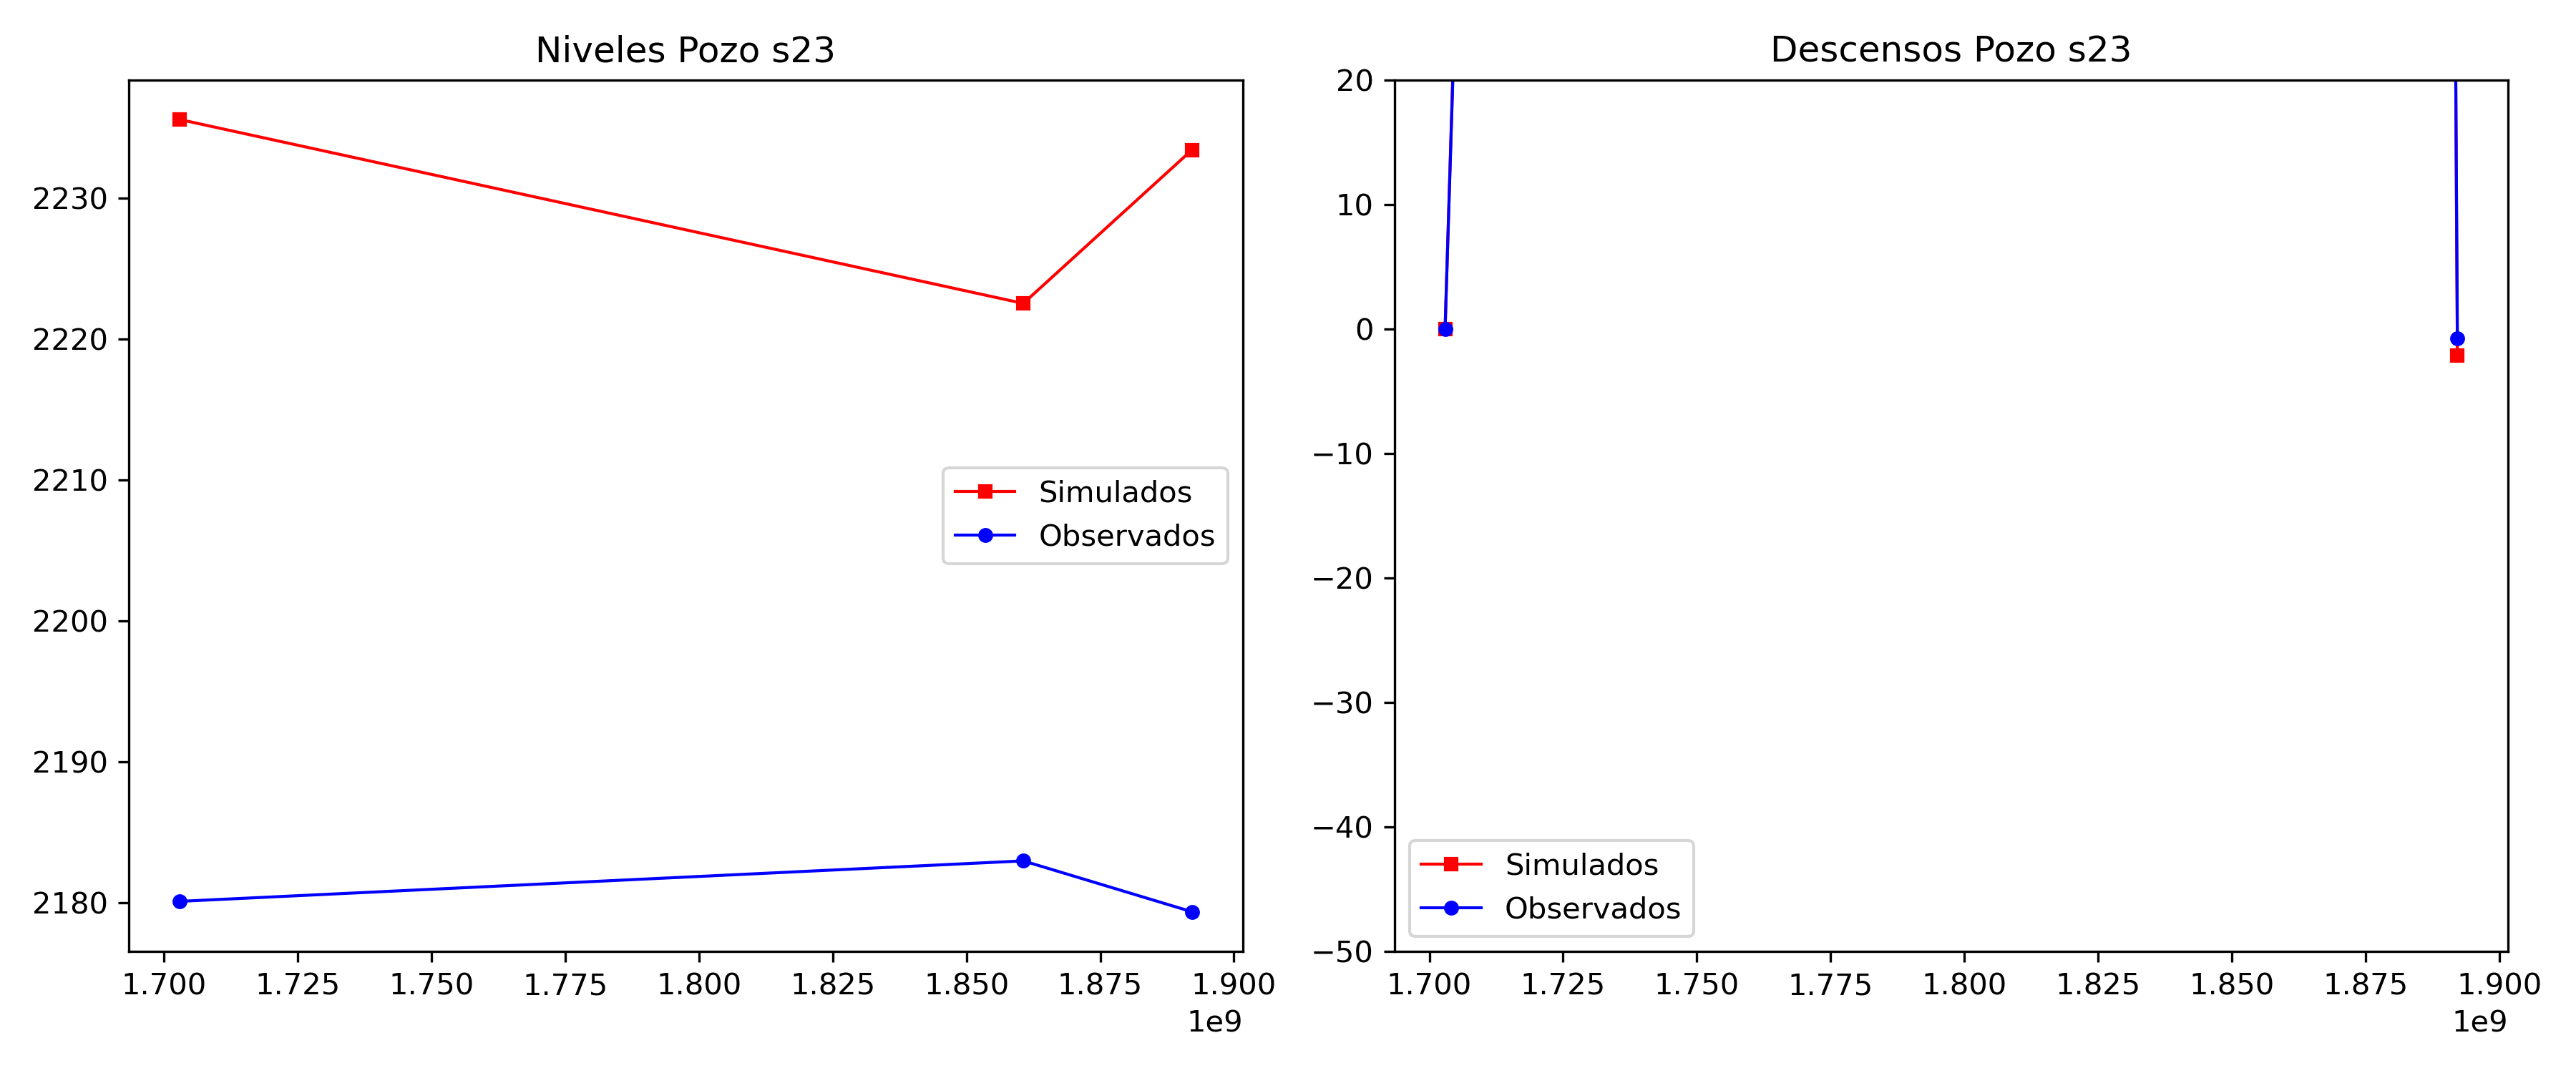 Niveles Pozo s23
2230
2220
2210
2200
2190
2180
Simulados
Observados
1.700 1.725 1.750 1.775 1.800 1.825 1.850 1.875 1.900
1e9
Descensos Pozo s23
20
10
0
−10
−20
−30
−40
−50
Simulados
Observados
1.700 1.725 1.750 1.775 1.800 1.825 1.850 1.875 1.900
1e9